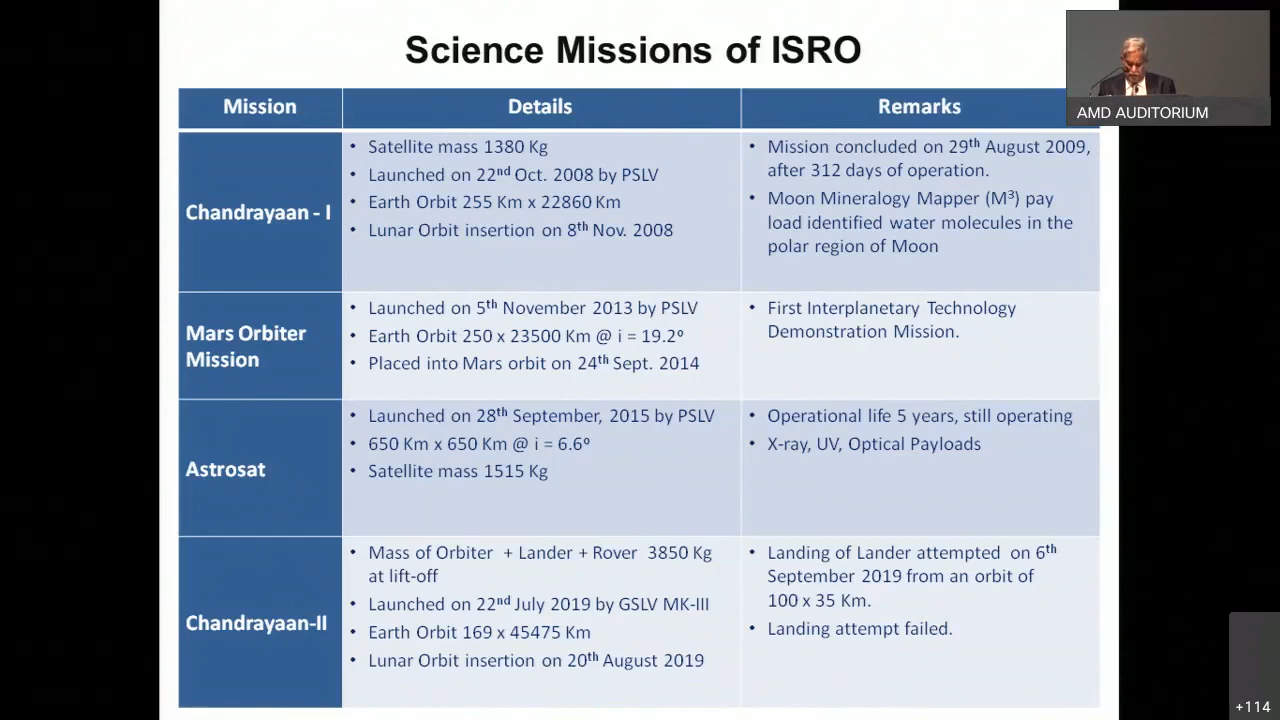 Science Missions of ISRO
AMD AUDITORIUM
Mission
Details
Remarks
Chandrayaan - I
• Satellite mass 1380 Kg
• Launched on 22nd Oct. 2008 by PSLV
• Earth Orbit 255 Km x 22860 Km
• Lunar Orbit insertion on 8th Nov. 2008
• Mission concluded on 29th August 2009,
after 312 days of operation.
• Moon Mineralogy Mapper (M³) pay
load identified water molecules in the
polar region of Moon
Mars Orbiter
Mission
• Launched on 5th November 2013 by PSLV
• Earth Orbit 250 x 23500 Km @ i = 19.2º
• Placed into Mars orbit on 24th Sept. 2014
• First Interplanetary Technology
Demonstration Mission.
Astrosat
• Launched on 28th September, 2015 by PSLV
• 650 Km x 650 Km @ i = 6.6º
• Satellite mass 1515 Kg
• Operational life 5 years, still operating
• X-ray, UV, Optical Payloads
Chandrayaan-II
• Mass of Orbiter + Lander + Rover 3850 Kg
at lift-off
• Launched on 22nd July 2019 by GSLV MK-III
• Earth Orbit 169 x 45475 Km
• Lunar Orbit insertion on 20th August 2019
• Landing of Lander attempted on 6th
September 2019 from an orbit of
100 x 35 Km.
• Landing attempt failed.
+114